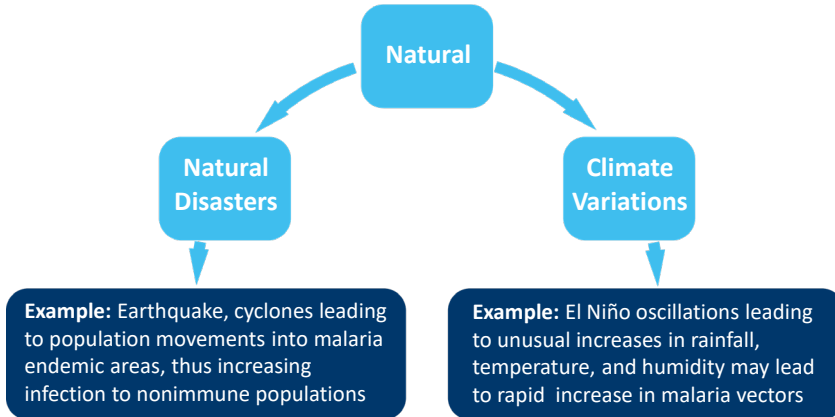 Natural
Natural
Disasters
Climate
Variations
Example: Earthquake, cyclones leading
to population movements into malaria
endemic areas, thus increasing
infection to nonimmune populations
Example: El Niño oscillations leading
to unusual increases in rainfall,
temperature, and humidity may lead
to rapid increase in malaria vectors